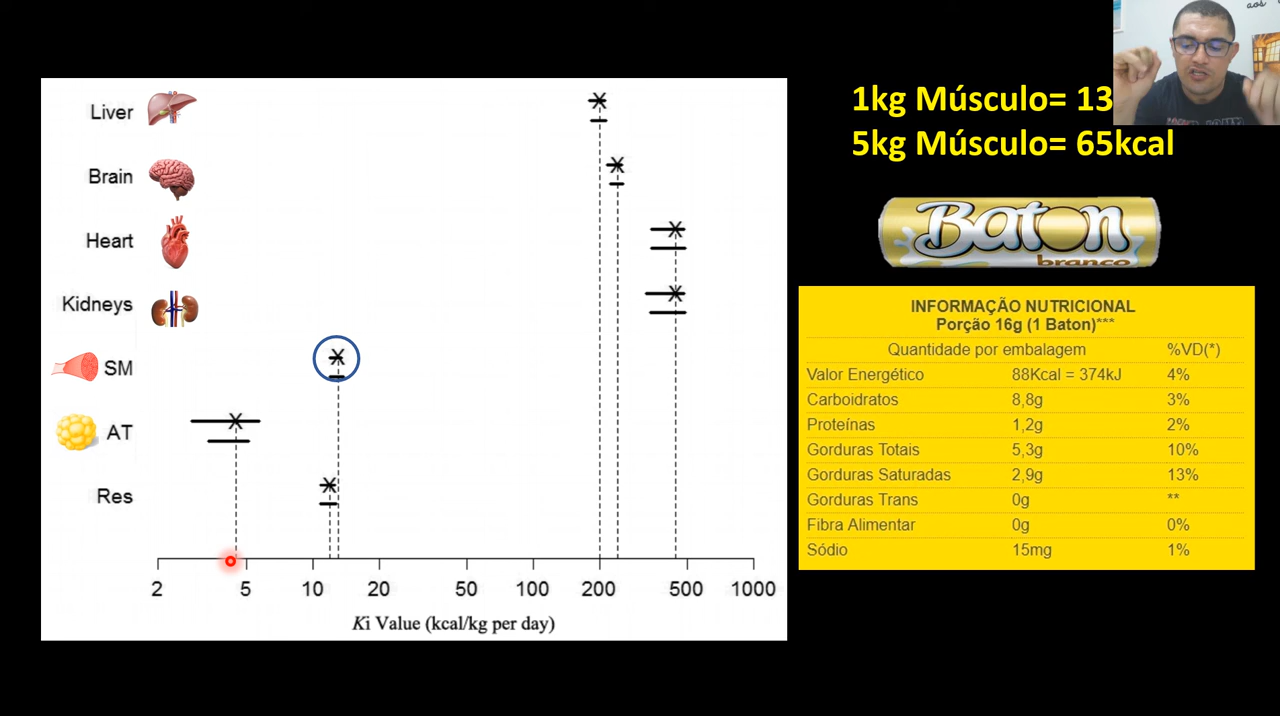 1kg Músculo= 13
5kg Músculo= 65kcal
Liver
Brain
Heart
Kidneys
SM
AT
Res
2 5 10 20 50 100 200 500 1000
Ki Value (kcal/kg per day)
Baton
branco
INFORMAÇÃO NUTRICIONAL
Porção 16g (1 Baton)***
Quantidade por embalagem %VD(*)
Valor Energético 88Kcal = 374kJ 4%
Carboidratos 8,8g 3%
Proteínas 1,2g 2%
Gorduras Totais 5,3g 10%
Gorduras Saturadas 2,9g 13%
Gorduras Trans 0g **
Fibra Alimentar 0g 0%
Sódio 15mg 1%